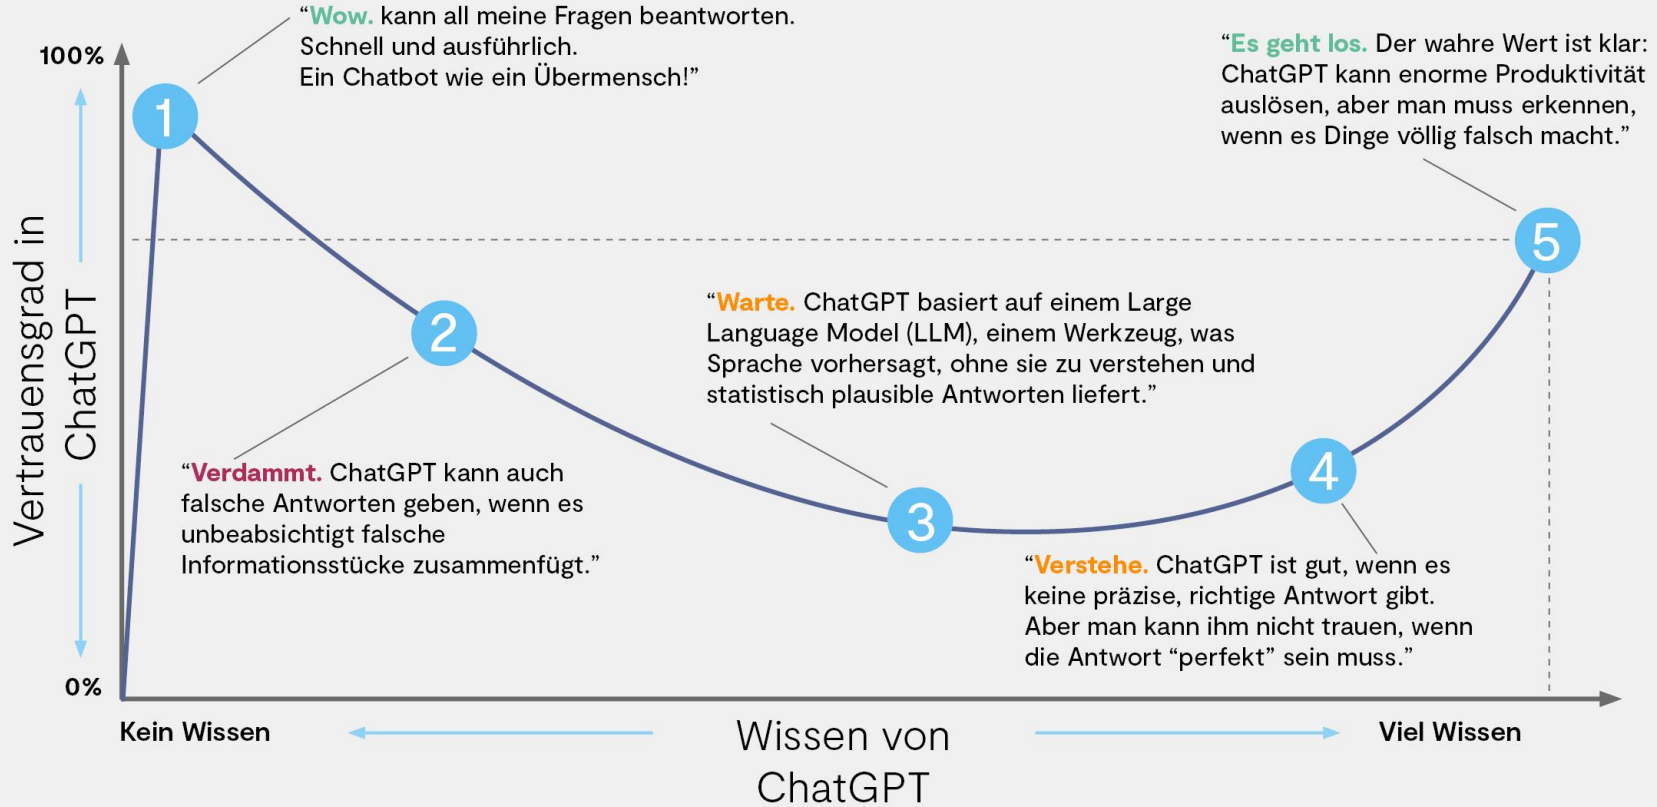 “Wow. kann all meine Fragen beantworten.
Schnell und ausführlich.
Ein Chatbot wie ein Übermensch!”
“Es geht los. Der wahre Wert ist klar:
ChatGPT kann enorme Produktivität
auslösen, aber man muss erkennen,
wenn es Dinge völlig falsch macht.”
100%
1
5
Vertrauensgrad in
ChatGPT
2
“Warte. ChatGPT basiert auf einem Large
Language Model (LLM), einem Werkzeug, was
Sprache vorhersagt, ohne sie zu verstehen und
statistisch plausible Antworten liefert.”
“Verdammt. ChatGPT kann auch
falsche Antworten geben, wenn es
unbeabsichtigt falsche
Informationsstücke zusammenfügt.”
3
4
“Verstehe. ChatGPT ist gut, wenn es
keine präzise, richtige Antwort gibt.
Aber man kann ihm nicht trauen, wenn
die Antwort “perfekt” sein muss.”
0%
Kein Wissen
Wissen von
ChatGPT
Viel Wissen